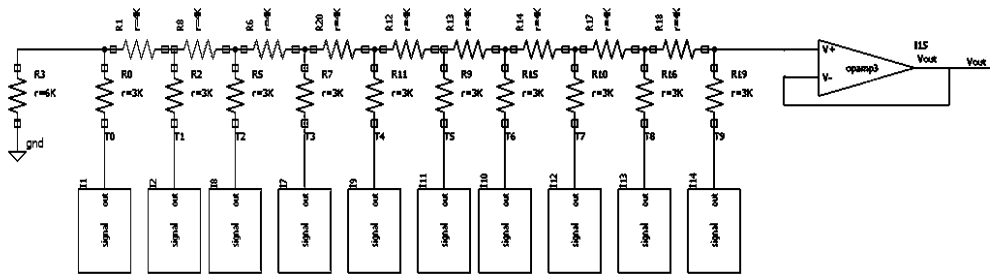 R1
R8
R6
R20
R12
R13
R14
R17
R18
R3
r=6K
R0
r=3K
R2
r=3K
R5
r=3K
R7
r=3K
R11
r=3K
R9
r=3K
R15
r=3K
R10
r=3K
R16
r=3K
R19
r=3K
V+
V-
opamp3
I15
Vout
Vout
gnd
T0
T1
T2
T3
T4
T5
T6
T7
T8
T9
I1
out
signal
I2
out
signal
I8
out
signal
I7
out
signal
I9
out
signal
I11
out
signal
I10
out
signal
I12
out
signal
I13
out
signal
I14
out
signal